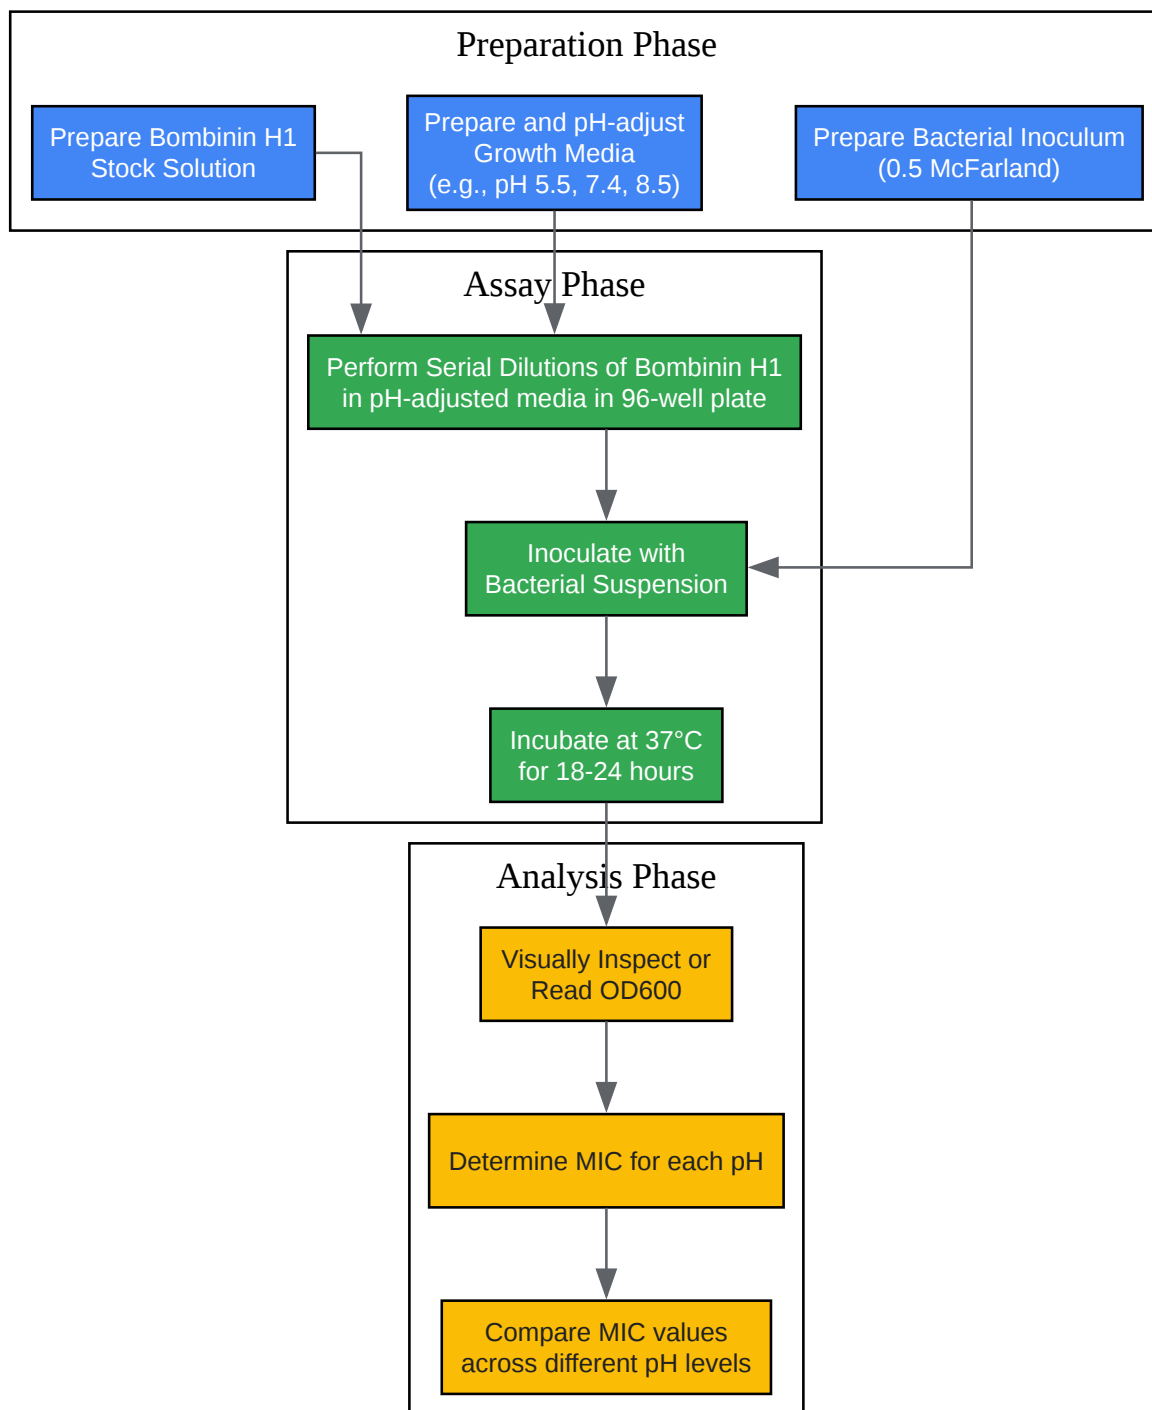 Preparation Phase
Prepare Bombinin H1
Stock Solution
Prepare and pH-adjust
Growth Media
(e.g., pH 5.5, 7.4, 8.5)
Prepare Bacterial Inoculum
(0.5 McFarland)
Assay Phase
Perform Serial Dilutions of Bombinin H1
in pH-adjusted media in 96-well plate
Inoculate with
Bacterial Suspension
Incubate at 37°C
for 18-24 hours
Analysis Phase
Visually Inspect or
Read OD600
Determine MIC for each pH
Compare MIC values
across different pH levels